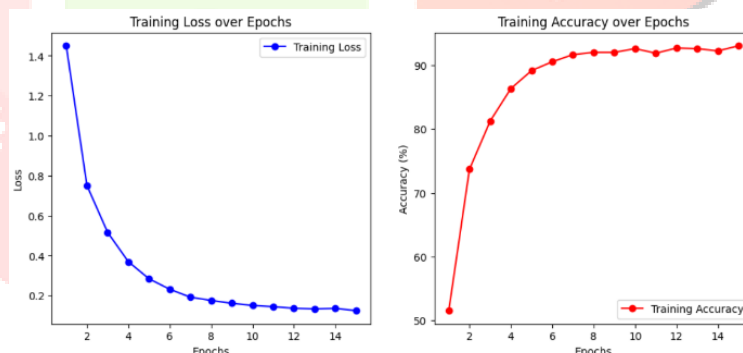 Training Loss over Epochs
Training Loss
1.4
1.2
1.0
0.8
0.6
0.4
0.2
2 4 6 8 10 12 14
Loss
Epochs
Training Accuracy over Epochs
90
80
70
60
50
Training Accuracy
2 4 6 8 10 12 14
Accuracy (%)
Epochs